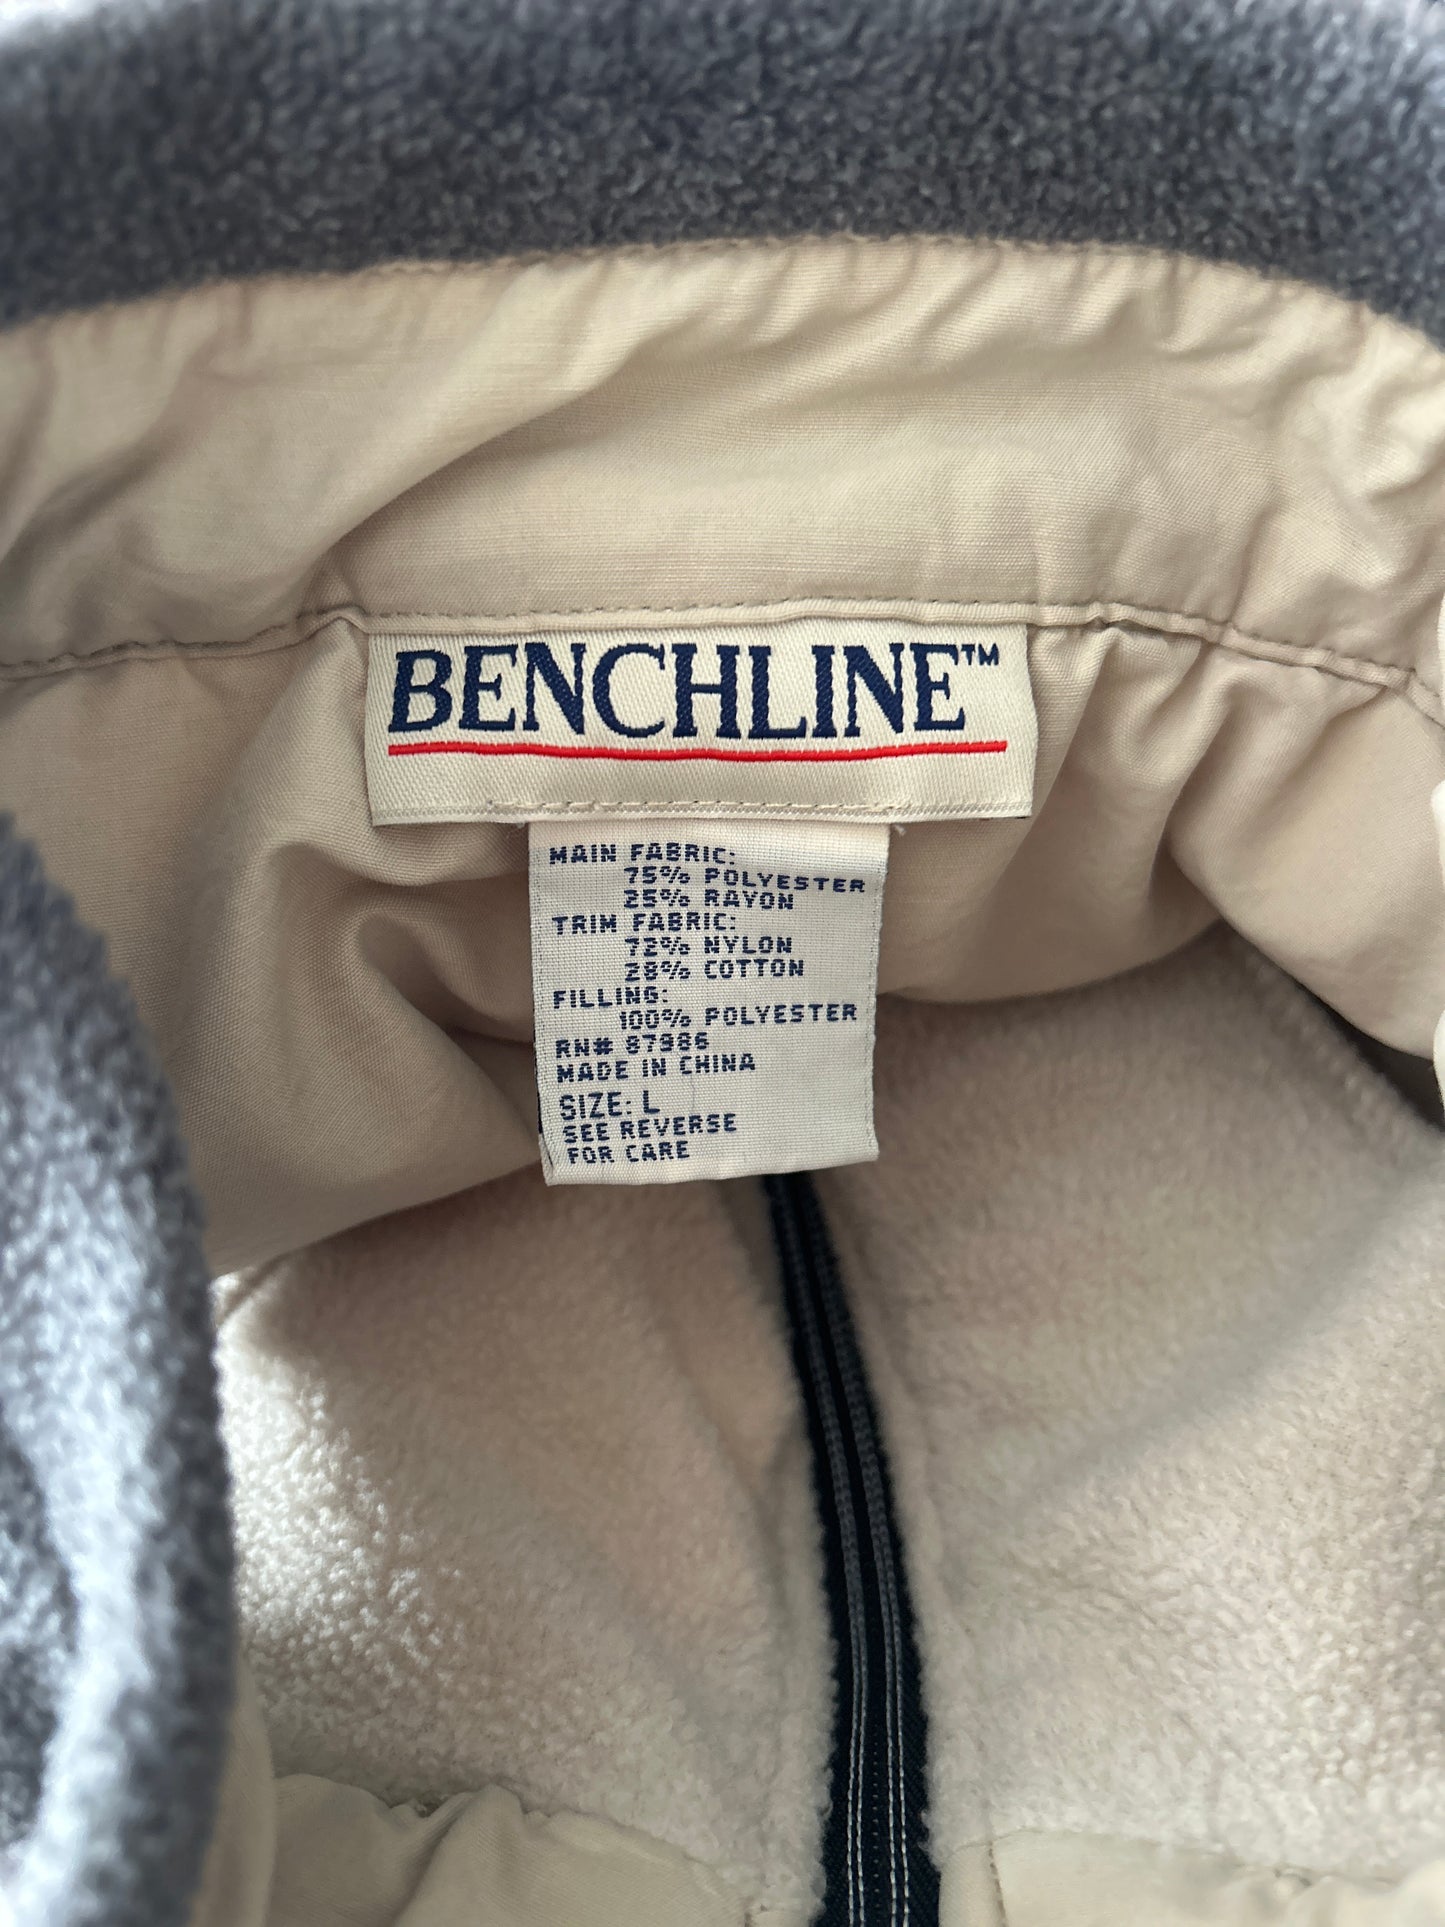 BENCHLINE™
MAIN FABRIC:
75% POLYESTER
25% RAYON
TRIM FABRIC:
72% NYLON
28% COTTON
FILLING:
100% POLYESTER
RN# 87986
MADE IN CHINA
SIZE: L
SEE REVERSE
FOR CARE